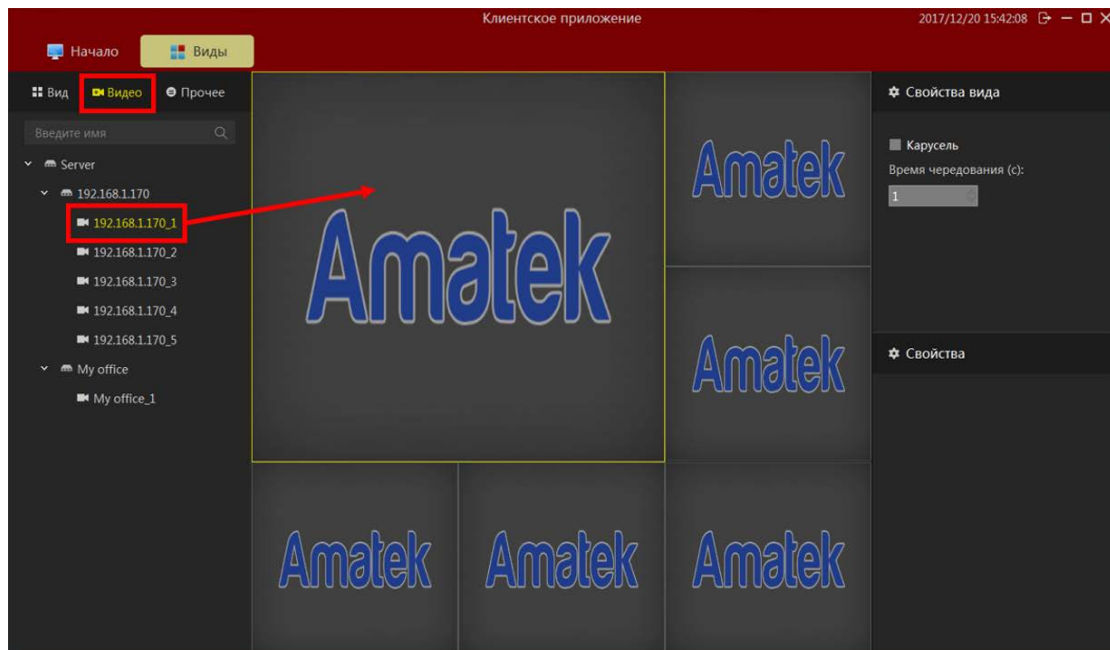 Клиентское приложение
2017/12/20 15:42:08
Начало
Виды
Вид
Видео
Прочее
Введите имя
Server
192.168.1.170
192.168.1.170_1
192.168.1.170_2
192.168.1.170_3
192.168.1.170_4
192.168.1.170_5
My office
My office_1
Amatek
Amatek
Amatek
Amatek
Amatek
Amatek
Свойства вида
Карусель
Время чередования (с):
1
Свойства